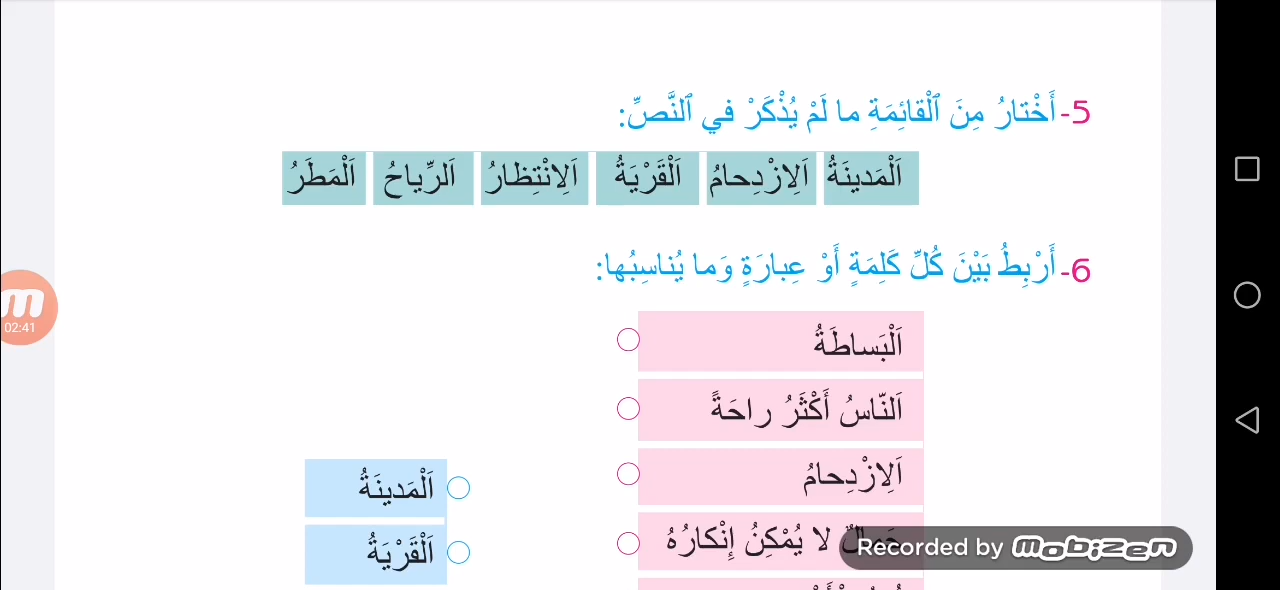 5- أَخْتارُ مِنَ ٱلْقائِمَةِ ما لَمْ يُذْكَرْ في ٱلنَّصِّ:
اَلْمَدينَةُ اَلِازْدِحامُ اَلْقَرْيَةُ اَلِانْتِظارُ اَلرِّياحُ اَلْمَطَرُ
6- أَرْبِطُ بَيْنَ كُلِّ كَلِمَةٍ أَوْ عِبارَةٍ وَما يُناسِبُها:
اَلْبَساطَةُ
اَلنّاسُ أَكْثَرُ راحَةً
اَلِازْدِحامُ
لا يُمْكِنُ إِنْكارُهُ
اَلْمَدينَةُ
اَلْقَرْيَةُ
02:41
Recorded by mobizen